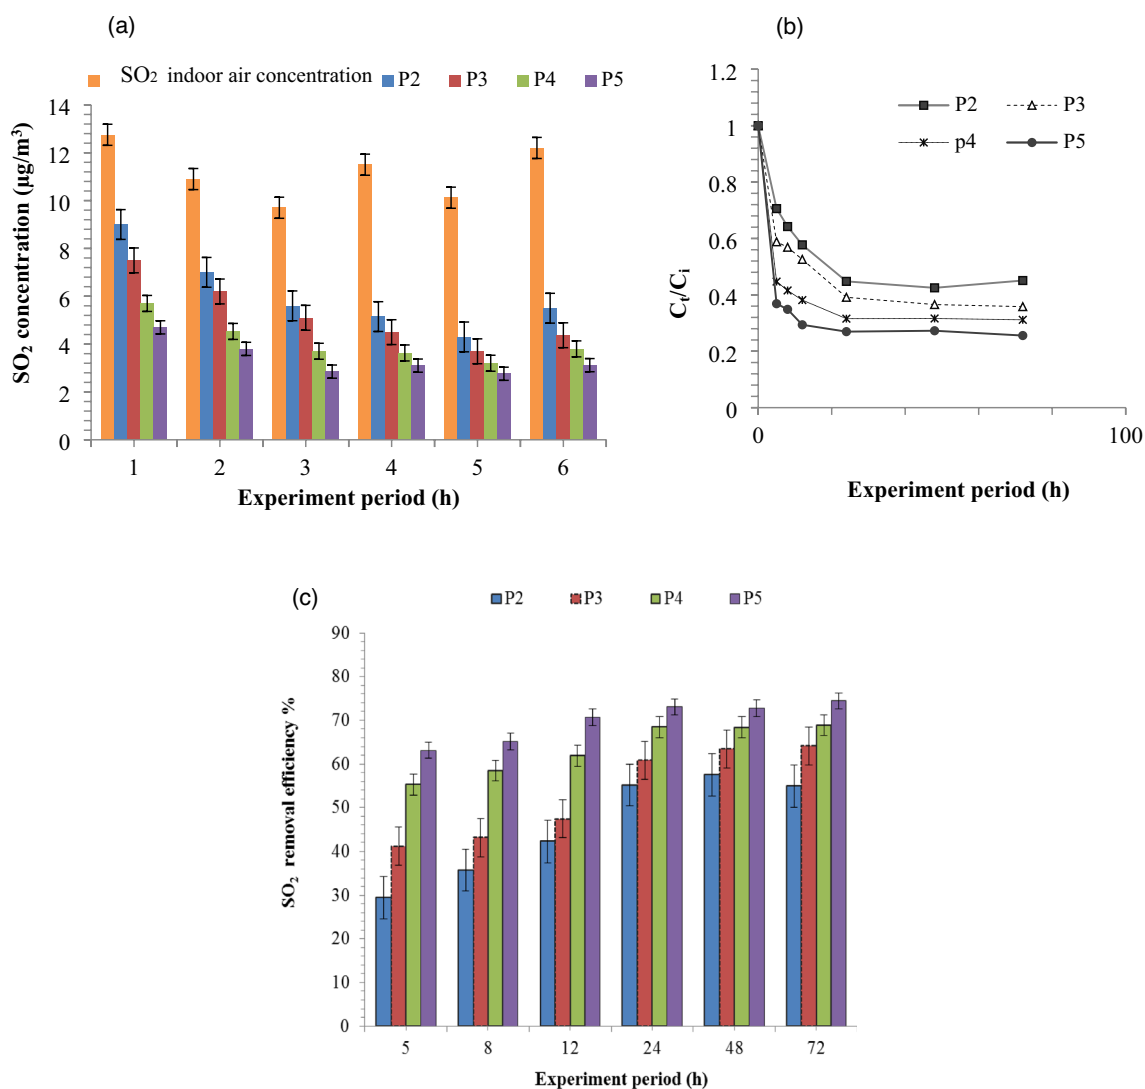 (a)
SO2 indoor air concentration P2 P3 P4 P5
14
12
10
8
6
4
2
0
SO2 concentration (µg/m³)
1 2 3 4 5 6
Experiment period (h)
(b)
1.2
1
0.8
0.6
0.4
0.2
0
Ct/Ci
P2 P3
p4 P5
0 100
Experiment period (h)
(c)
P2 P3 P4 P5
90
80
70
60
50
40
30
20
10
0
SO2 removal efficiency %
5 8 12 24 48 72
Experiment period (h)